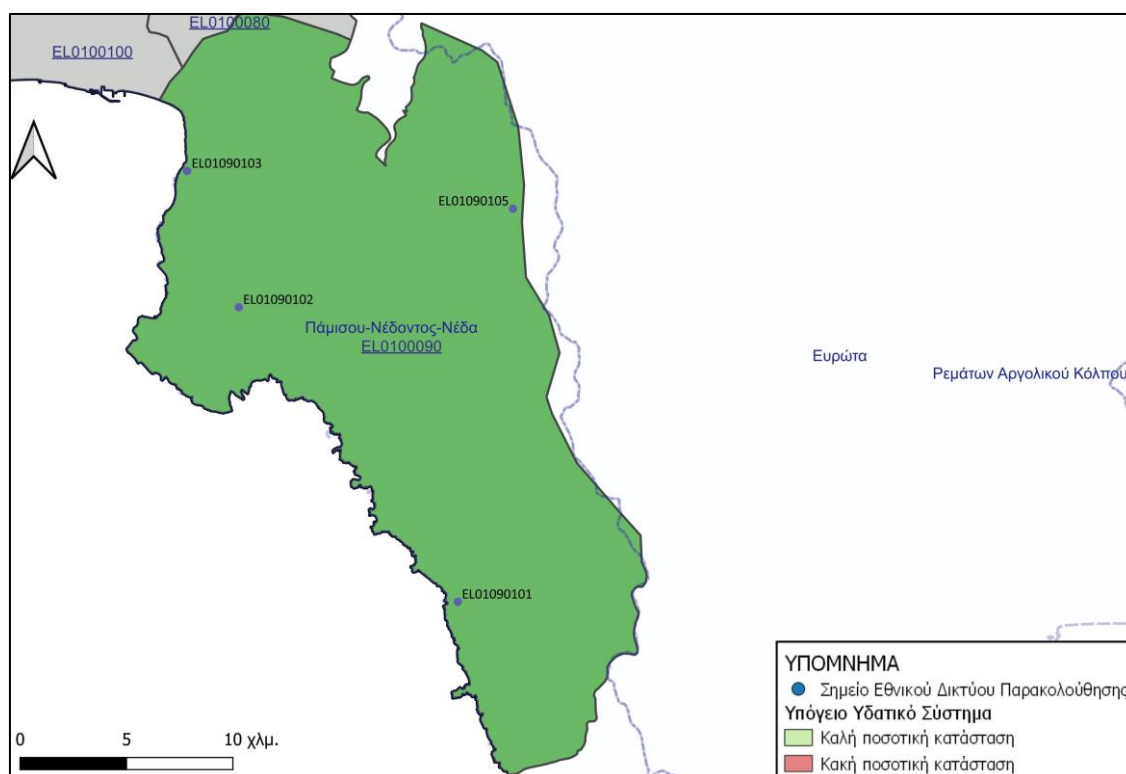 EL0100080
EL0100100
EL01090103
EL01090105
EL01090102
Πάμισου-Νέδοντος-Νέδα
EL0100090
Ευρώτα
Ρεμάτων Αργολικού Κόλπου
EL01090101
ΥΠΟΜΝΗΜΑ
Σημείο Εθνικού Δικτύου Παρακολούθησης
Υπόγειο Υδατικό Σύστημα
Καλή ποσοτική κατάσταση
Κακή ποσοτική κατάσταση
0 5 10 χλμ.